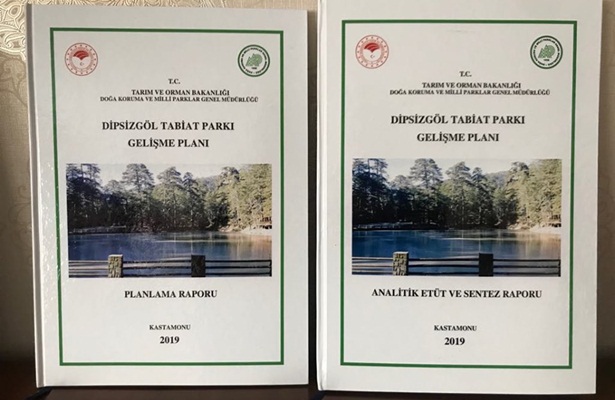 T.C.
TARIM VE ORMAN BAKANLIĞI
DOĞA KORUMA VE MİLLİ PARKLAR GENEL MÜDÜRLÜĞÜ
DİPSİZGÖL TABİAT PARKI
GELİŞME PLANI
PLANLAMA RAPORU
KASTAMONU
2019
T.C.
TARIM VE ORMAN BAKANLIĞI
DOĞA KORUMA VE MİLLİ PARKLAR GENEL MÜDÜRLÜĞÜ
DİPSİZGÖL TABİAT PARKI
GELİŞME PLANI
ANALİTİK ETÜT VE SENTEZ RAPORU
KASTAMONU
2019